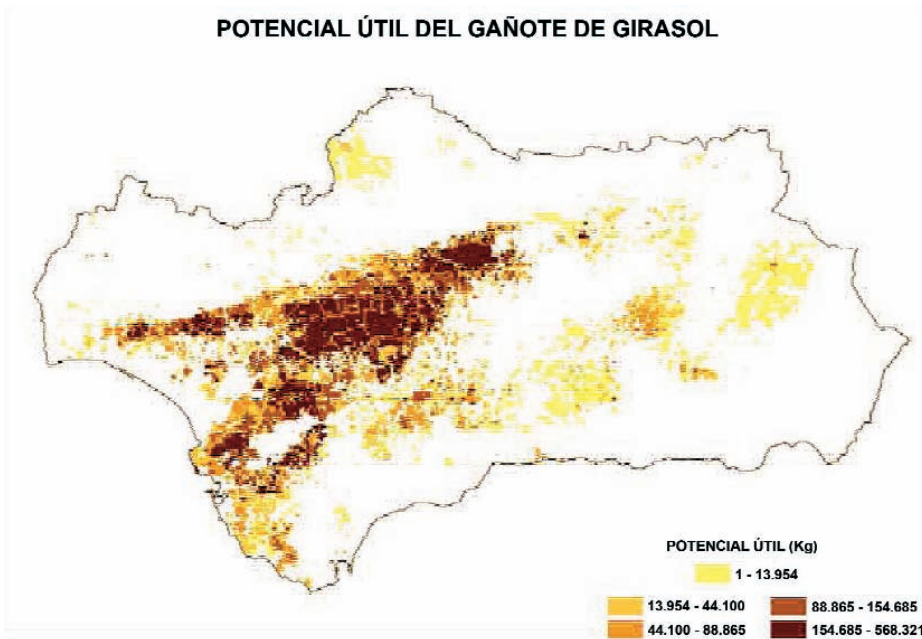 POTENCIAL ÚTIL DEL GAÑOTE DE GIRASOL
POTENCIAL ÚTIL (Kg)
1 - 13.954
13.954 - 44.100
88.865 - 154.685
44.100 - 88.865
154.685 - 568.321